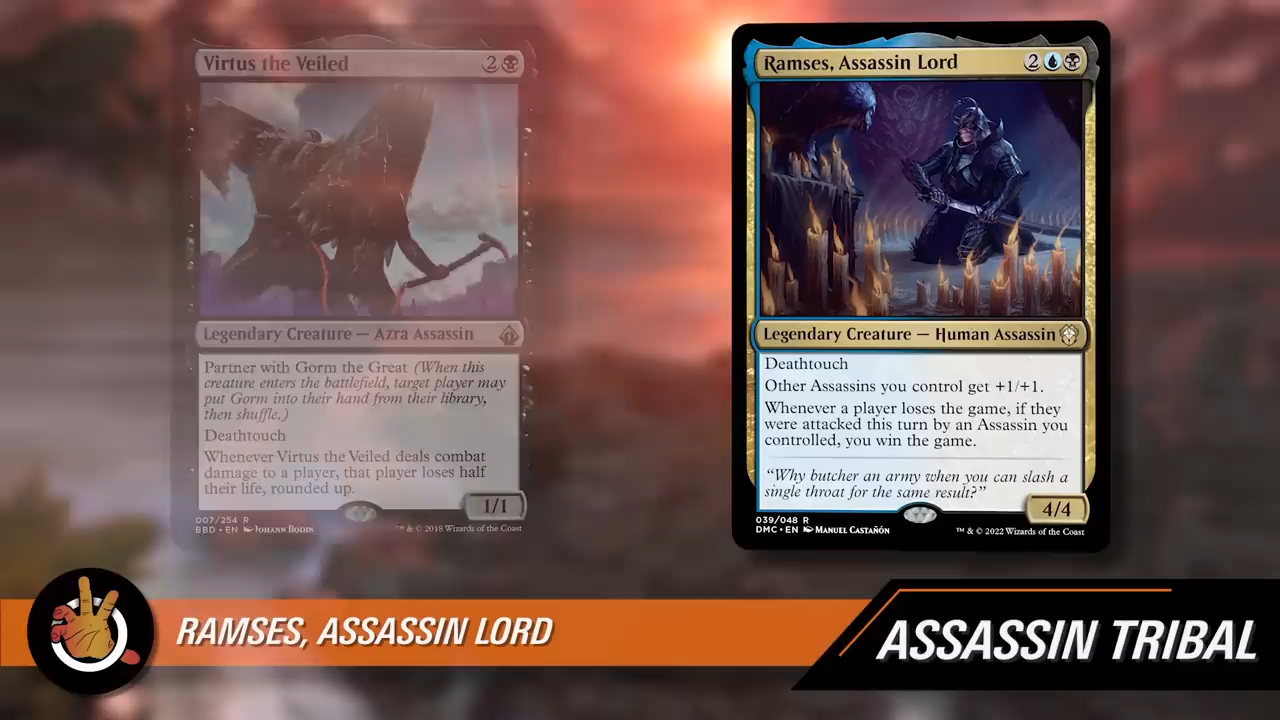 Virtus the Veiled 2
Legendary Creature — Azra Assassin
Partner with Gorm the Great (When this
creature enters the battlefield, target player may
put Gorm into their hand from their library,
then shuffle.)
Deathtouch
Whenever Virtus the Veiled deals combat
damage to a player, that player loses half
their life, rounded up.
1/1
007/254 R
BBD • EN Johann Bodin ™ & © 2018 Wizards of the Coast
Ramses, Assassin Lord 2
Legendary Creature — Human Assassin
Deathtouch
Other Assassins you control get +1/+1.
Whenever a player loses the game, if they
were attacked this turn by an Assassin you
controlled, you win the game.
“Why butcher an army when you can slash a
single throat for the same result?”
4/4
039/048 R
DMC • EN Manuel Castañón ™ & © 2022 Wizards of the Coast
RAMSES, ASSASSIN LORD
ASSASSIN TRIBAL